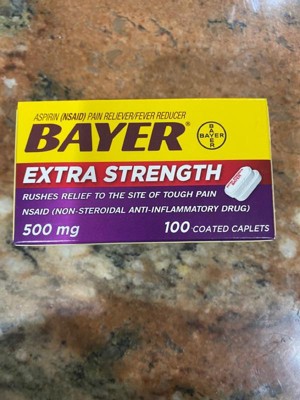 ASPIRIN (NSAID) PAIN RELIEVER/FEVER REDUCER
BAYER®
BAYER
BAYER
EXTRA STRENGTH
RUSHES RELIEF TO THE SITE OF TOUGH PAIN
NSAID (NON-STEROIDAL ANTI-INFLAMMATORY DRUG)
500 mg
100 COATED CAPLETS